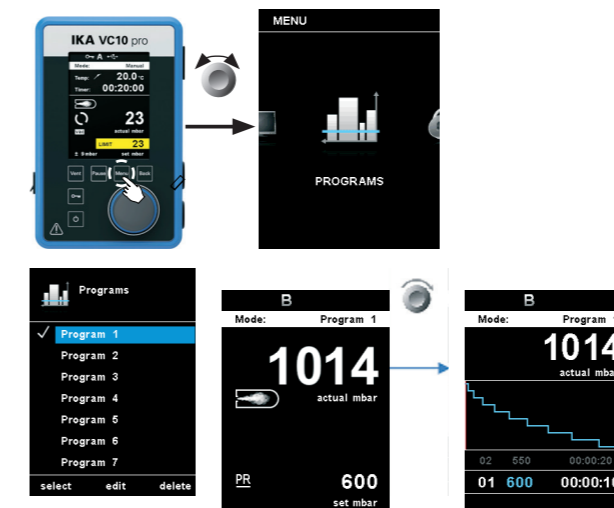 MENU
IKA VC10 pro
A
Mode: Manual
Temp: 20.0 °C
Timer: 00:20:00
23
actual mbar
LIMIT 23
± 0 mbar set mbar
Vent Pause Menu Back
PROGRAMS
Programs
Program 1
Program 2
Program 3
Program 4
Program 5
Program 6
Program 7
select edit delete
B
Mode: Program 1
1014
actual mbar
PR 600
set mbar
B
Mode: Program
1014
actual mba
02 550 00:00:20
01 600 00:00:10